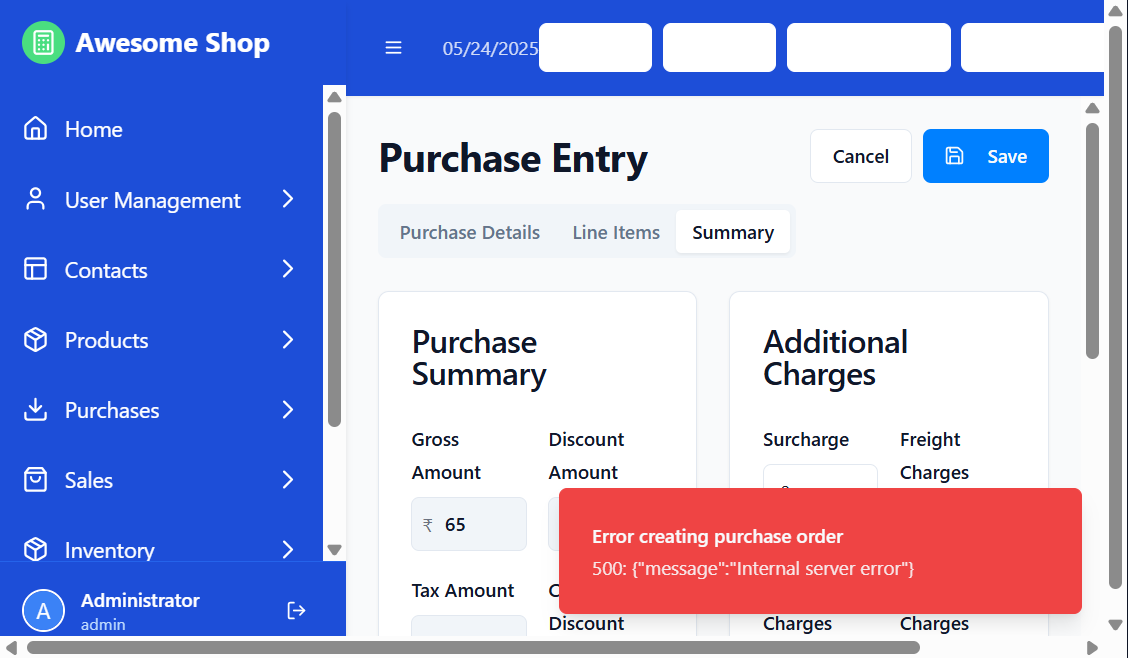 Awesome Shop
05/24/2025
Home
User Management
Contacts
Products
Purchases
Sales
Inventory
A
Administrator
admin
Purchase Entry
Cancel
Save
Purchase Details
Line Items
Summary
Purchase
Summary
Gross
Amount
Discount
Amount
₹ 65
Tax Amount
Discount
Additional
Charges
Surcharge
Freight
Charges
Charges
Charges
Error creating purchase order
500: {"message":"Internal server error"}